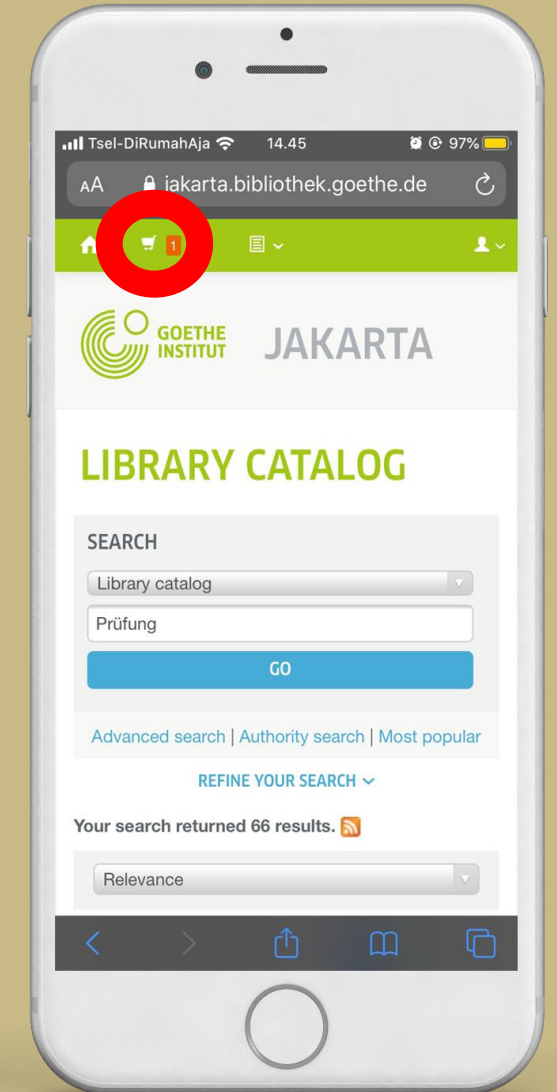 Tsel-DiRumahAja 14.45 97%
AA jakarta.bibliothek.goethe.de
1
GOETHE
INSTITUT
JAKARTA
LIBRARY CATALOG
SEARCH
Library catalog
Prüfung
GO
Advanced search | Authority search | Most popular
REFINE YOUR SEARCH
Your search returned 66 results.
Relevance